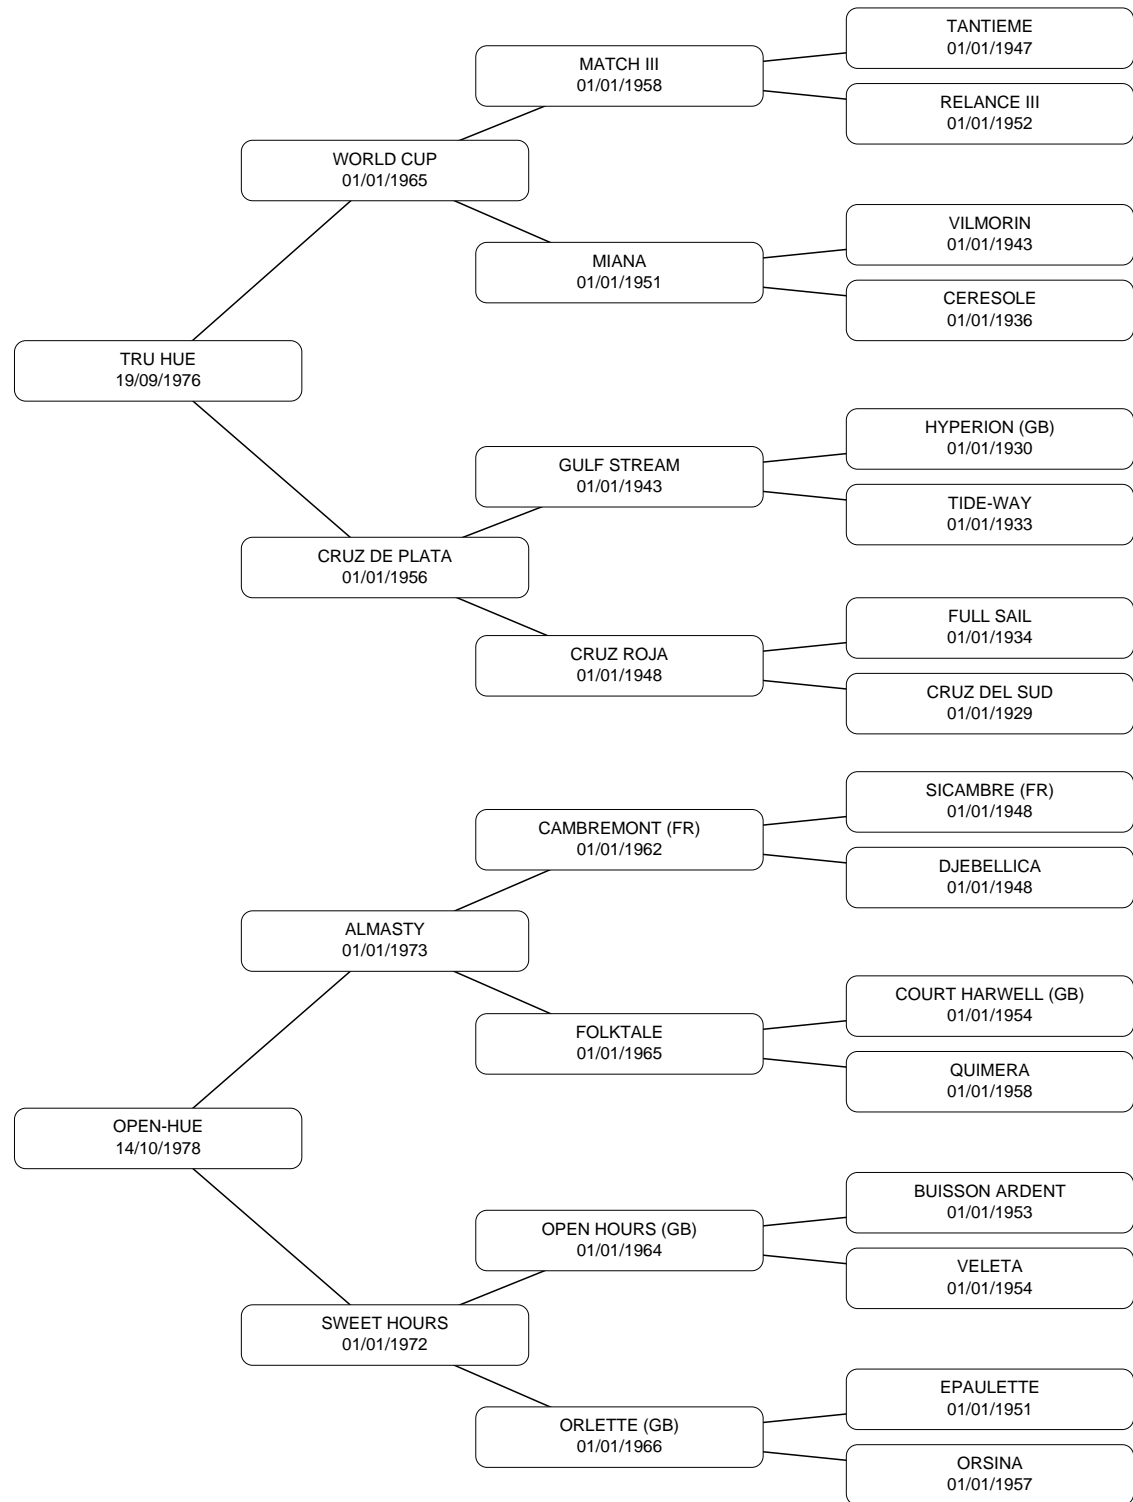 TANTIEME
01/01/1947
MATCH III
01/01/1958
RELANCE III
01/01/1952
WORLD CUP
01/01/1965
VILMORIN
01/01/1943
MIANA
01/01/1951
CERESOLE
01/01/1936
TRU HUE
19/09/1976
HYPERION (GB)
01/01/1930
GULF STREAM
01/01/1943
TIDE-WAY
01/01/1933
CRUZ DE PLATA
01/01/1956
FULL SAIL
01/01/1934
CRUZ ROJA
01/01/1948
CRUZ DEL SUD
01/01/1929
SICAMBRE (FR)
01/01/1948
CAMBREMONT (FR)
01/01/1962
DJEBELLICA
01/01/1948
ALMASTY
01/01/1973
COURT HARWELL (GB)
01/01/1954
FOLKTALE
01/01/1965
QUIMERA
01/01/1958
OPEN-HUE
14/10/1978
BUISSON ARDENT
01/01/1953
OPEN HOURS (GB)
01/01/1964
VELETA
01/01/1954
SWEET HOURS
01/01/1972
EPAULETTE
01/01/1951
ORLETTE (GB)
01/01/1966
ORSINA
01/01/1957